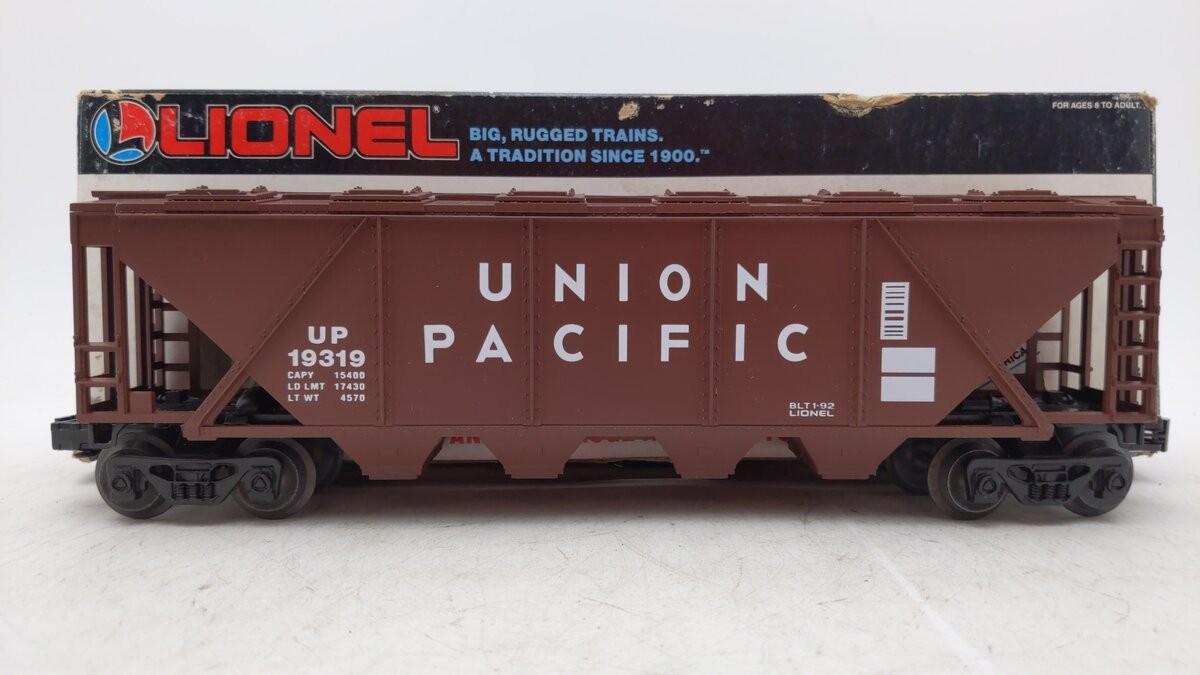 LIONEL
BIG, RUGGED TRAINS.
A TRADITION SINCE 1900.™
FOR AGES 8 TO ADULT.
UNION
PACIFIC
UP
19319
CAPY 15400
LD LMT 17430
LT WT 4570
BLT 1-92
LIONEL